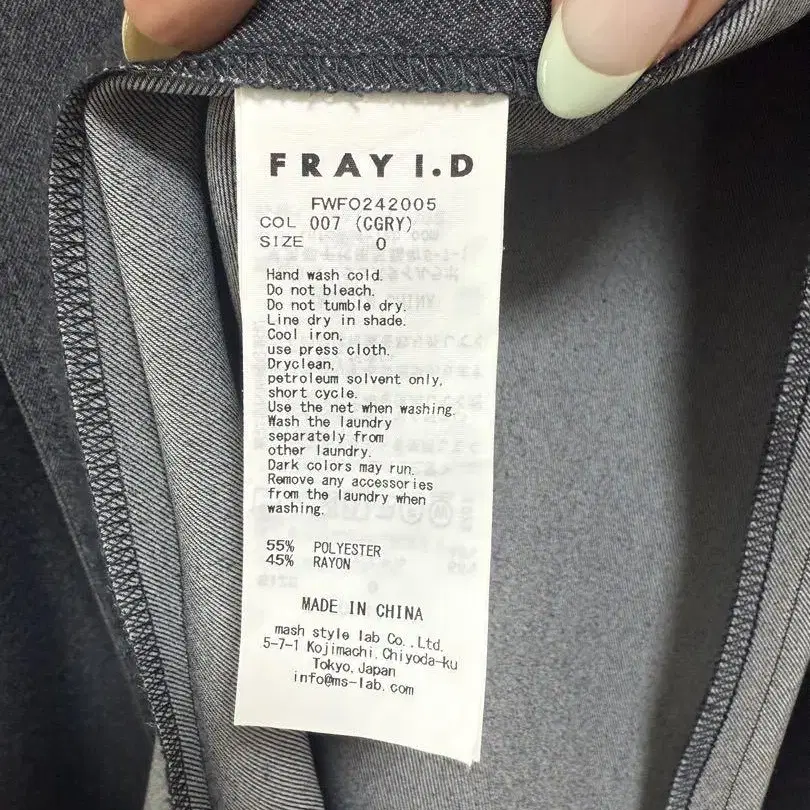 FRAY I.D
FWFO242005
COL 007 (CGRY)
SIZE 0
Hand wash cold.
Do not bleach.
Do not tumble dry.
Line dry in shade.
Cool iron,
use press cloth.
Dryclean,
petroleum solvent only,
short cycle.
Use the net when washing.
Wash the laundry
separately from
other laundry.
Dark colors may run.
Remove any accessories
from the laundry when
washing.
55% POLYESTER
45% RAYON
MADE IN CHINA
mash style lab Co.,Ltd.
5-7-1 Kojimachi,Chiyoda-ku
Tokyo,Japan
info@ms-lab.com